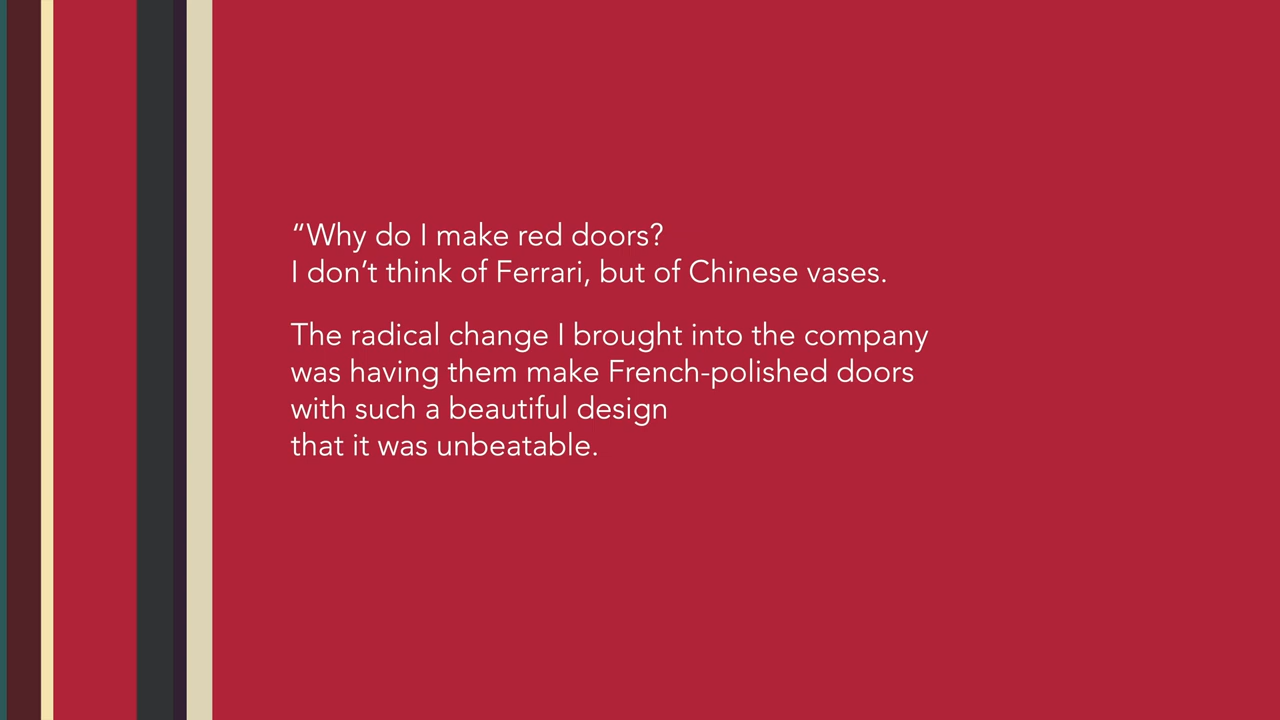 “Why do I make red doors?
I don’t think of Ferrari, but of Chinese vases.
The radical change I brought into the company
was having them make French-polished doors
with such a beautiful design
that it was unbeatable.